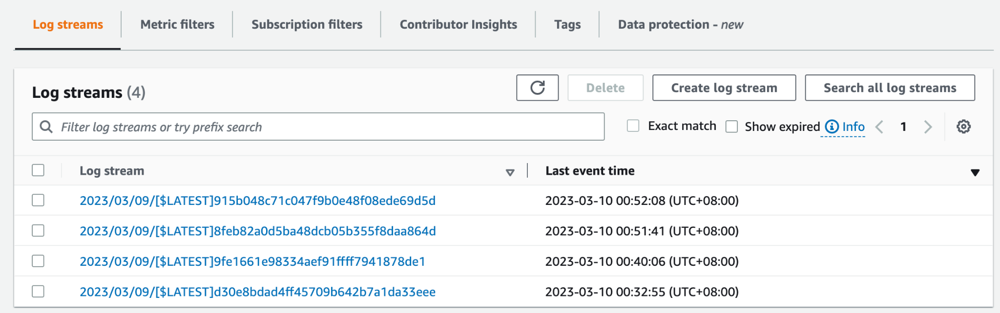 Log streams
Metric filters
Subscription filters
Contributor Insights
Tags
Data protection - new
Log streams (4)
Delete
Create log stream
Search all log streams
Filter log streams or try prefix search
Exact match
Show expired
Info
1
Log stream
Last event time
2023/03/09/[$LATEST]915b048c71c047f9b0e48f08ede69d5d
2023-03-10 00:52:08 (UTC+08:00)
2023/03/09/[$LATEST]8feb82a0d5ba48dcb05b355f8daa864d
2023-03-10 00:51:41 (UTC+08:00)
2023/03/09/[$LATEST]9fe1661e98334aef91ffff7941878de1
2023-03-10 00:40:06 (UTC+08:00)
2023/03/09/[$LATEST]d30e8bdad4ff45709b642b7a1da33eee
2023-03-10 00:32:55 (UTC+08:00)